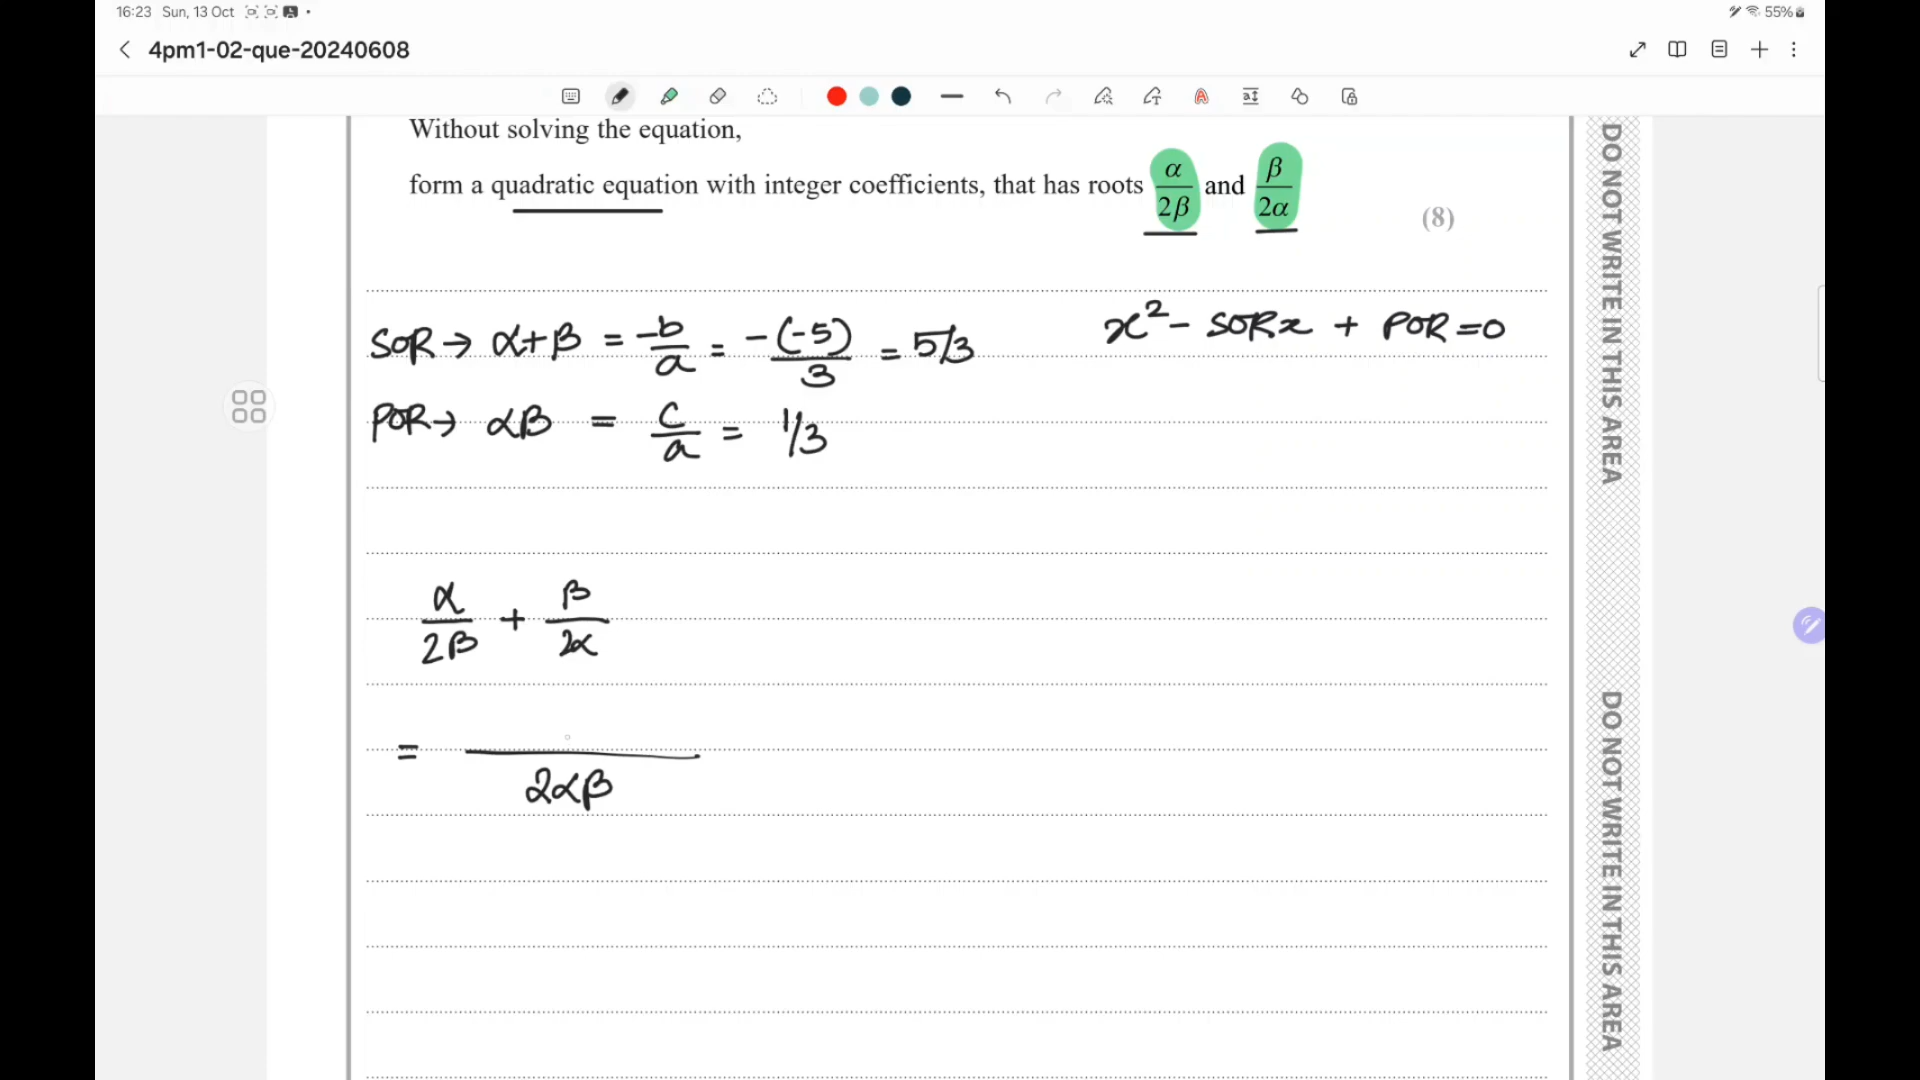 16:23 Sun, 13 Oct
55%
4pm1-02-que-20240608
Without solving the equation,
form a quadratic equation with integer coefficients, that has roots α/2β and β/2α
(8)
SOR → α+β = -b/a = -(-5)/3 = 5/3
x² - SORx + POR = 0
POR → αβ = c/a = 1/3
α/2β + β/2α
= /2αβ
DO NOT WRITE IN THIS AREA
DO NOT WRITE IN THIS AREA